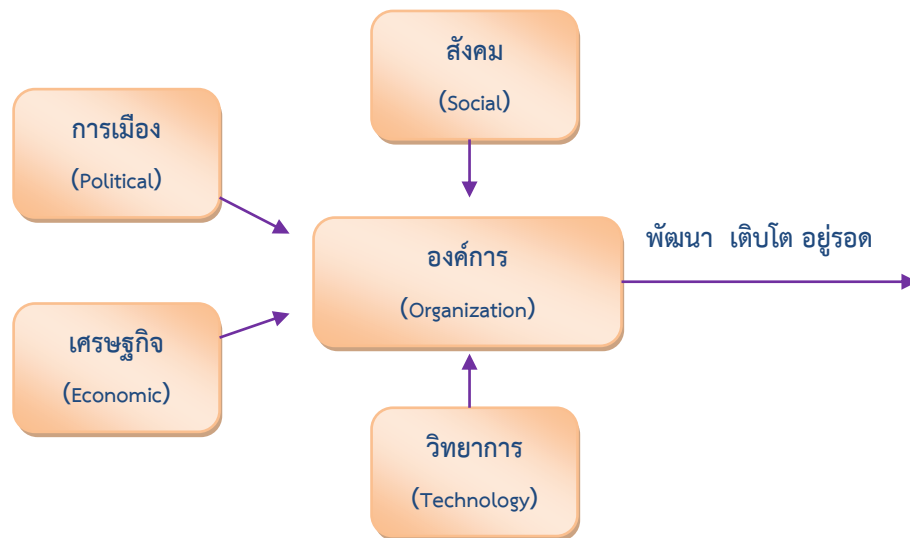 สังคม
(Social)
การเมือง
(Political)
องค์การ
(Organization)
พัฒนา เติบโต อยู่รอด
เศรษฐกิจ
(Economic)
วิทยาการ
(Technology)